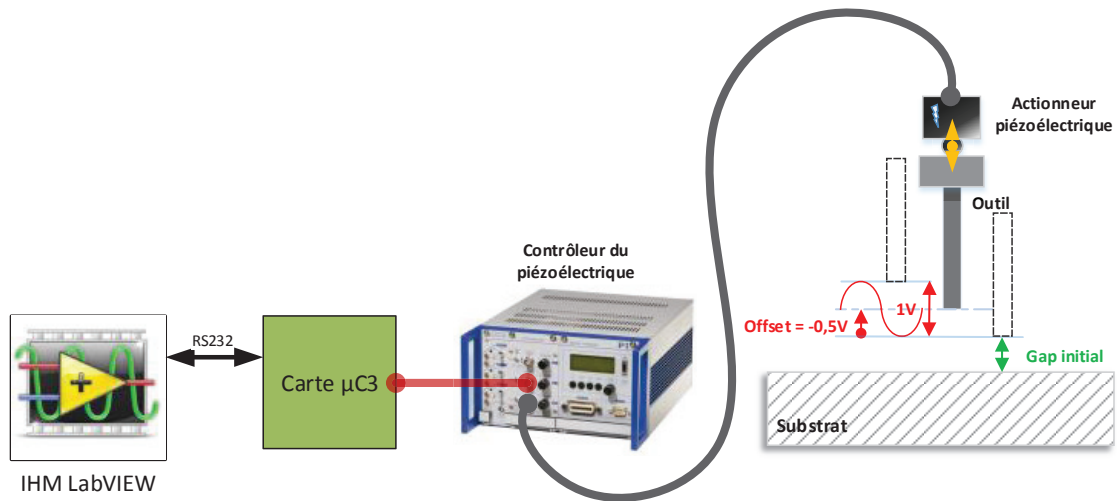 Actionneur
piézoélectrique
Outil
Contrôleur du
piézoélectrique
1V
Offset = -0,5V
RS232
Gap initial
Carte µC3
Substrat
IHM LabVIEW